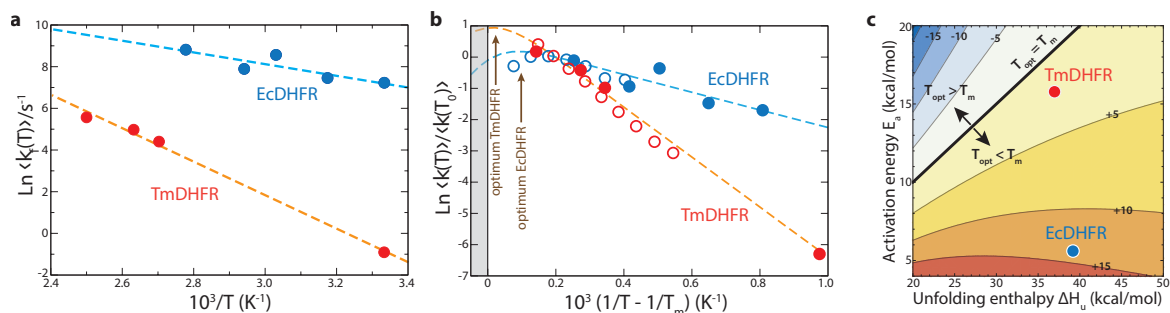 a
Ln ⟨kᵣ(T)⟩/s⁻¹
10
8
6
4
2
0
-2
EcDHFR
TmDHFR
2.4 2.6 2.8 3.0 3.2 3.4
10³/T (K⁻¹)
b
Ln ⟨k(T)⟩/⟨k(T₀)⟩
1
0
-1
-2
-3
-4
-5
-6
-7
optimum TmDHFR
optimum EcDHFR
EcDHFR
TmDHFR
0 0.2 0.4 0.6 0.8 1.0
10³ (1/T - 1/Tₘ) (K⁻¹)
c
Activation energy Eₐ (kcal/mol)
20
15
10
5
-15
-10
-5
T_opt = Tₘ
TmDHFR
T_opt > Tₘ
T_opt < Tₘ
+5
+10
EcDHFR
+15
20 25 30 35 40 45 50
Unfolding enthalpy ΔHᵤ (kcal/mol)